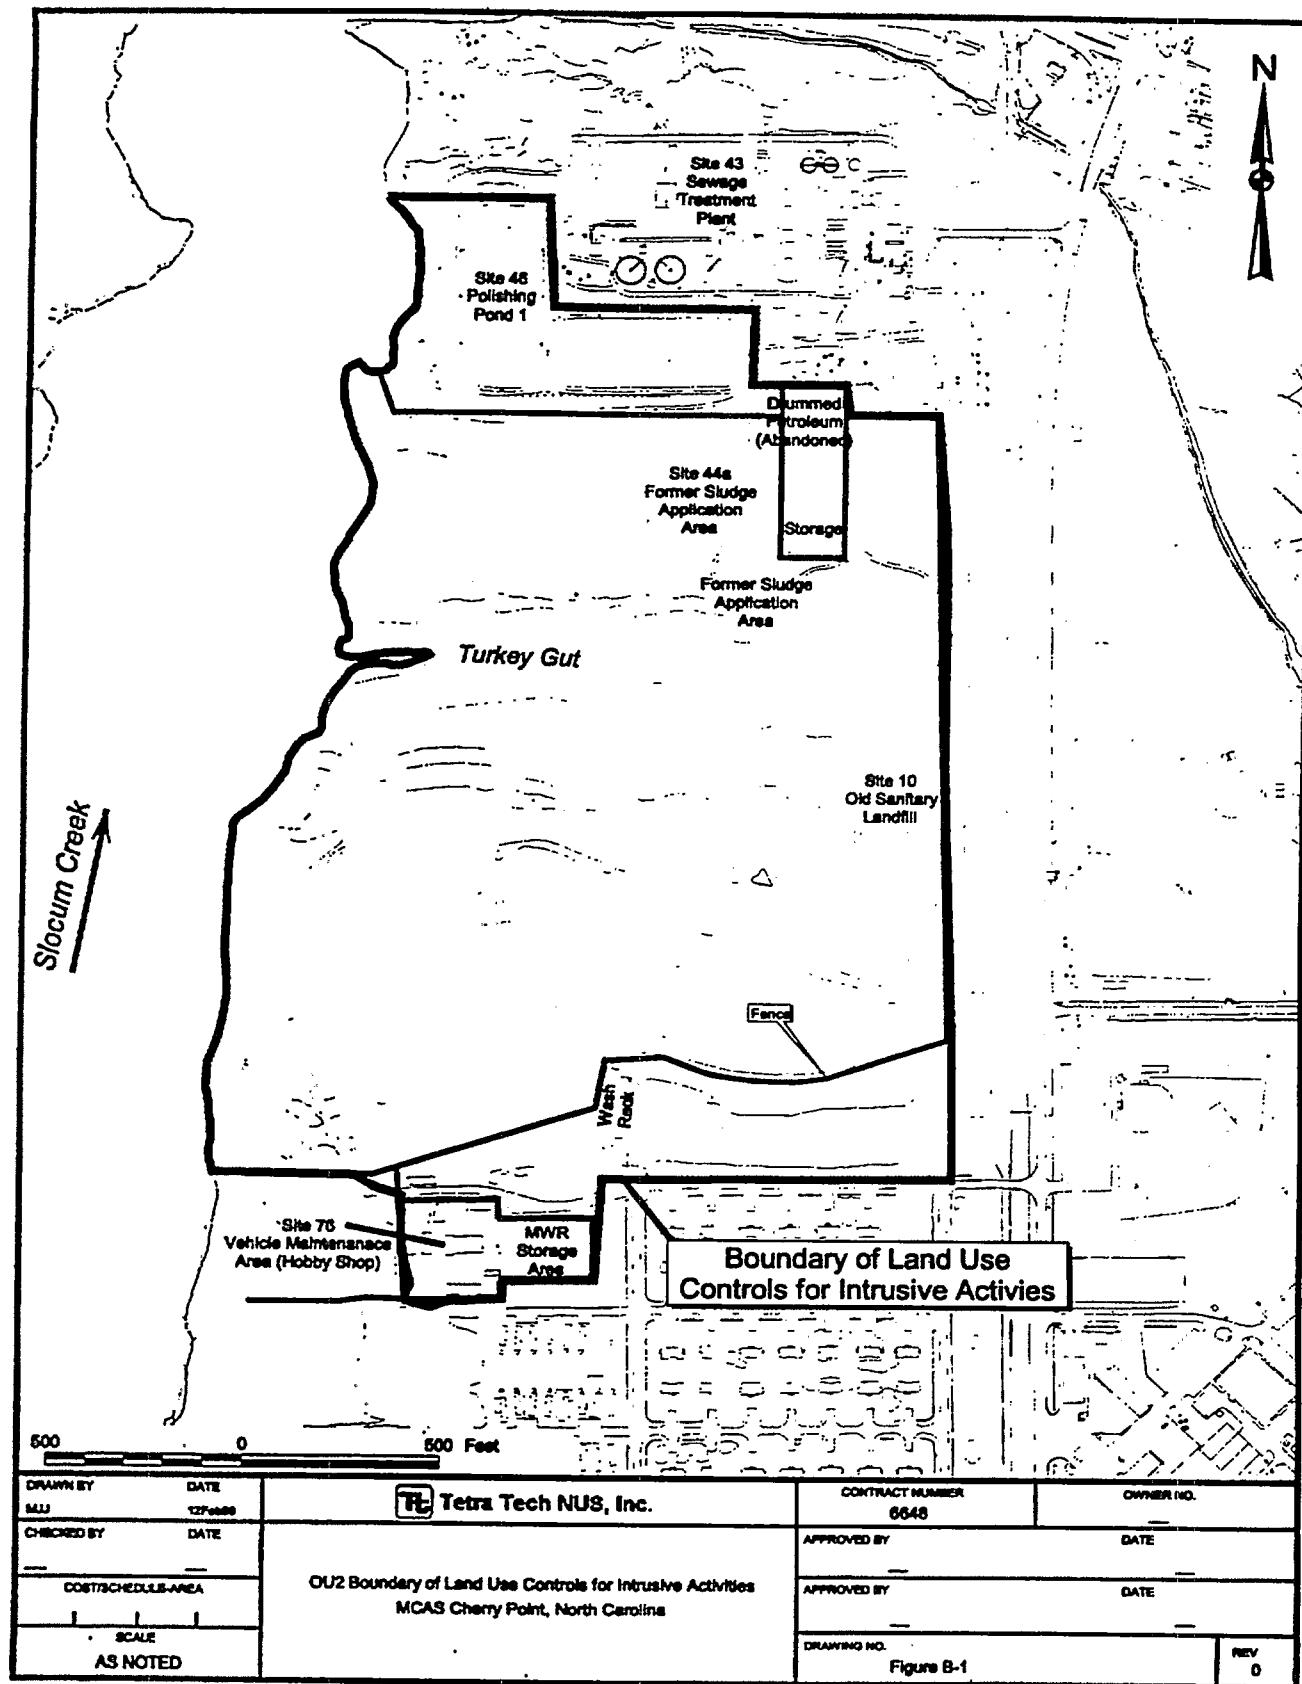 N
Site 43
Sewage
Treatment
Plant
Site 46
Polishing
Pond 1
Drummed
Petroleum
(Abandoned)
Site 44a
Former Sludge
Application
Area
Storage
Former Sludge
Application
Area
Turkey Gut
Site 10
Old Sanitary
Landfill
Slocum Creek
Fence
Wash
Rack
Site 76
Vehicle Maintenanace
Area (Hobby Shop)
MWR
Storage
Area
Boundary of Land Use
Controls for Intrusive Activies
500 0 500 Feet
DRAWN BY DATE
MJJ
CHECKED BY DATE
COST/SCHEDULE-AREA
SCALE
AS NOTED
Tt Tetra Tech NUS, Inc.
OU2 Boundary of Land Use Controls for Intrusive Activities
MCAS Cherry Point, North Carolina
CONTRACT NUMBER
6648
OWNER NO.
APPROVED BY DATE
APPROVED BY DATE
DRAWING NO.
Figure B-1
REV
0